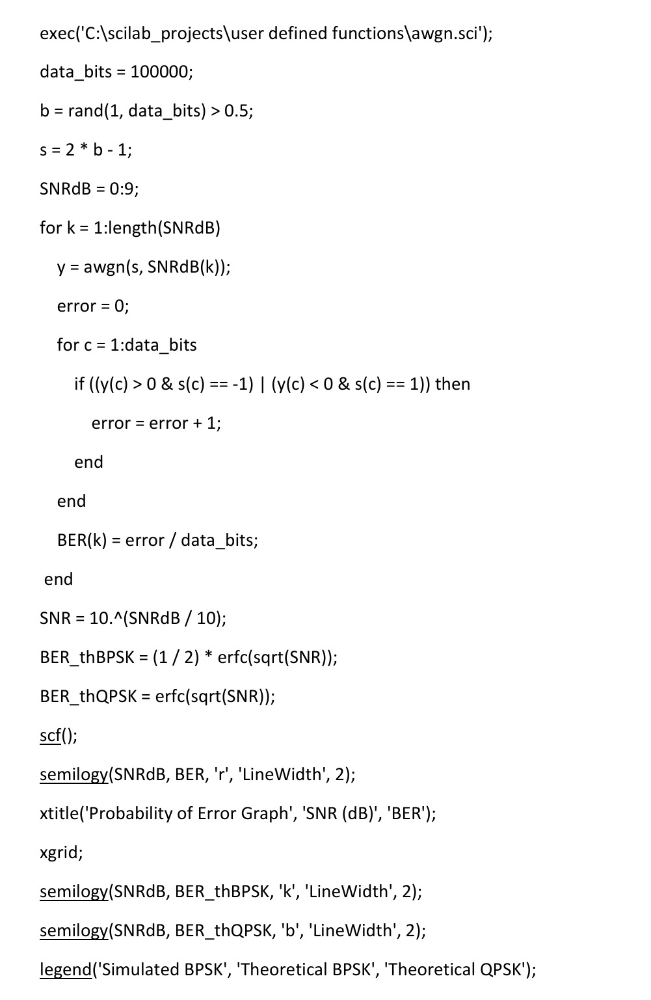 exec('C:\scilab_projects\user defined functions\awgn.sci');
data_bits = 100000;
b = rand(1, data_bits) > 0.5;
s = 2 * b - 1;
SNRdB = 0:9;
for k = 1:length(SNRdB)
y = awgn(s, SNRdB(k));
error = 0;
for c = 1:data_bits
if ((y(c) > 0 & s(c) == -1) | (y(c) < 0 & s(c) == 1)) then
error = error + 1;
end
end
BER(k) = error / data_bits;
end
SNR = 10.^(SNRdB / 10);
BER_thBPSK = (1 / 2) * erfc(sqrt(SNR));
BER_thQPSK = erfc(sqrt(SNR));
scf();
semilogy(SNRdB, BER, 'r', 'LineWidth', 2);
xtitle('Probability of Error Graph', 'SNR (dB)', 'BER');
xgrid;
semilogy(SNRdB, BER_thBPSK, 'k', 'LineWidth', 2);
semilogy(SNRdB, BER_thQPSK, 'b', 'LineWidth', 2);
legend('Simulated BPSK', 'Theoretical BPSK', 'Theoretical QPSK');